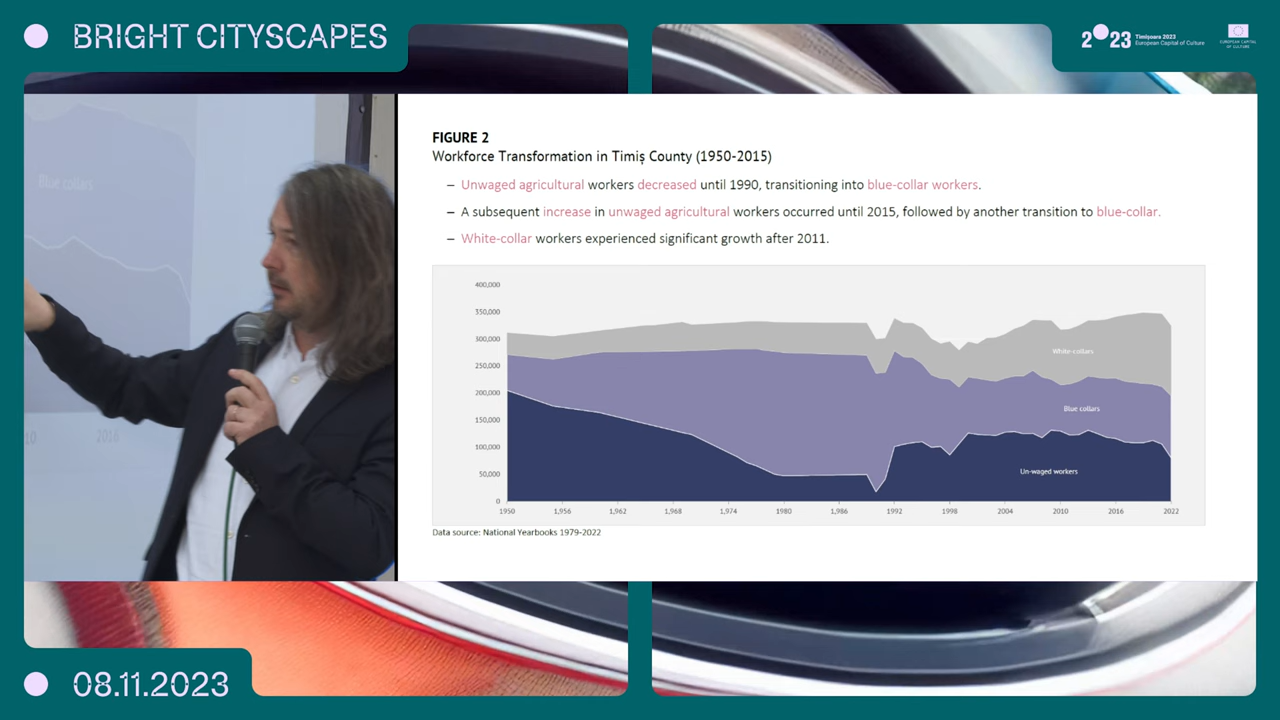 BRIGHT CITYSCAPES
2023
Timișoara 2023
European Capital of Culture
EUROPEAN CAPITAL
OF CULTURE
Blue collars
2016
FIGURE 2
Workforce Transformation in Timiș County (1950-2015)
– Unwaged agricultural workers decreased until 1990, transitioning into blue-collar workers.
– A subsequent increase in unwaged agricultural workers occurred until 2015, followed by another transition to blue-collar.
– White-collar workers experienced significant growth after 2011.
400,000
350,000
300,000
250,000
200,000
150,000
100,000
50,000
0
White-collars
Blue collars
Un-waged workers
1950 1,956 1,962 1,968 1,974 1980 1,986 1992 1998 2004 2010 2016 2022
Data source: National Yearbooks 1979-2022
08.11.2023